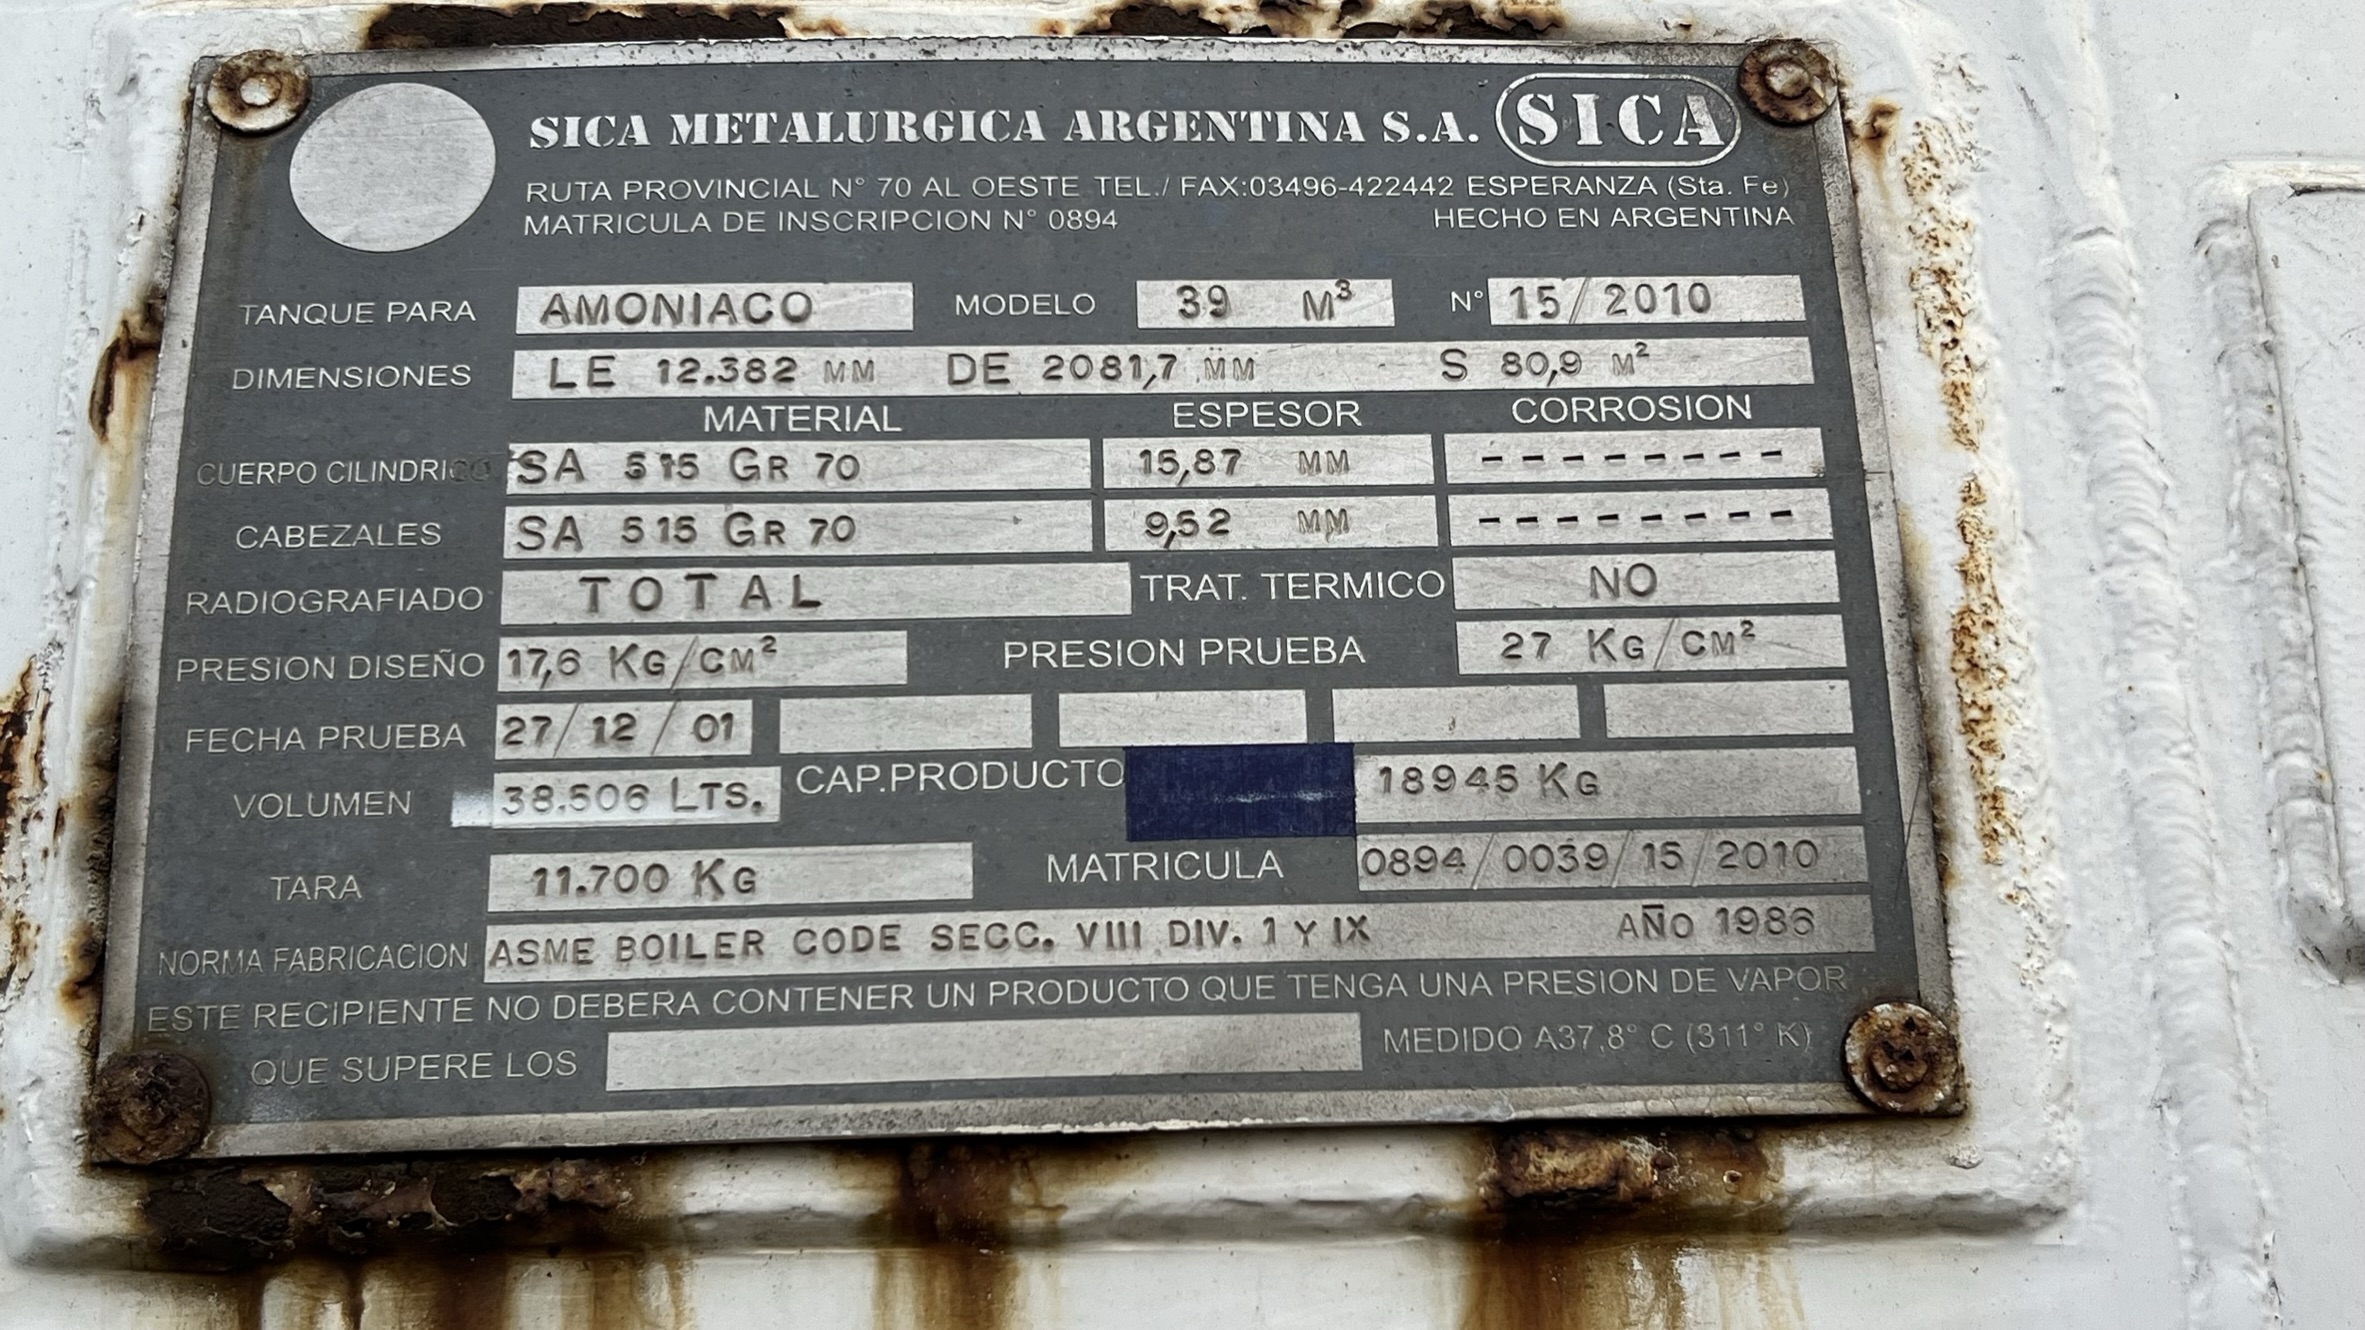 SICA METALURGICA ARGENTINA S.A. SICA
RUTA PROVINCIAL N° 70 AL OESTE TEL./ FAX:03496-422442 ESPERANZA (Sta. Fe)
MATRICULA DE INSCRIPCION N° 0894 HECHO EN ARGENTINA
TANQUE PARA AMONIACO MODELO 39 M³ N° 15/2010
DIMENSIONES LE 12.382 MM DE 2081,7 MM S 80,9 M²
MATERIAL ESPESOR CORROSION
CUERPO CILINDRICO SA 515 GR 70 15,87 MM --------
CABEZALES SA 515 GR 70 9,52 MM --------
RADIOGRAFIADO TOTAL TRAT. TERMICO NO
PRESION DISEÑO 17,6 KG/CM² PRESION PRUEBA 27 KG/CM²
FECHA PRUEBA 27/12/01
VOLUMEN 38.506 LTS. CAP.PRODUCTO 18945 KG
TARA 11.700 KG MATRICULA 0894/0039/15/2010
NORMA FABRICACION ASME BOILER CODE SECC. VIII DIV. 1 Y IX AÑO 1986
ESTE RECIPIENTE NO DEBERA CONTENER UN PRODUCTO QUE TENGA UNA PRESION DE VAPOR
QUE SUPERE LOS MEDIDO A37,8° C (311° K)